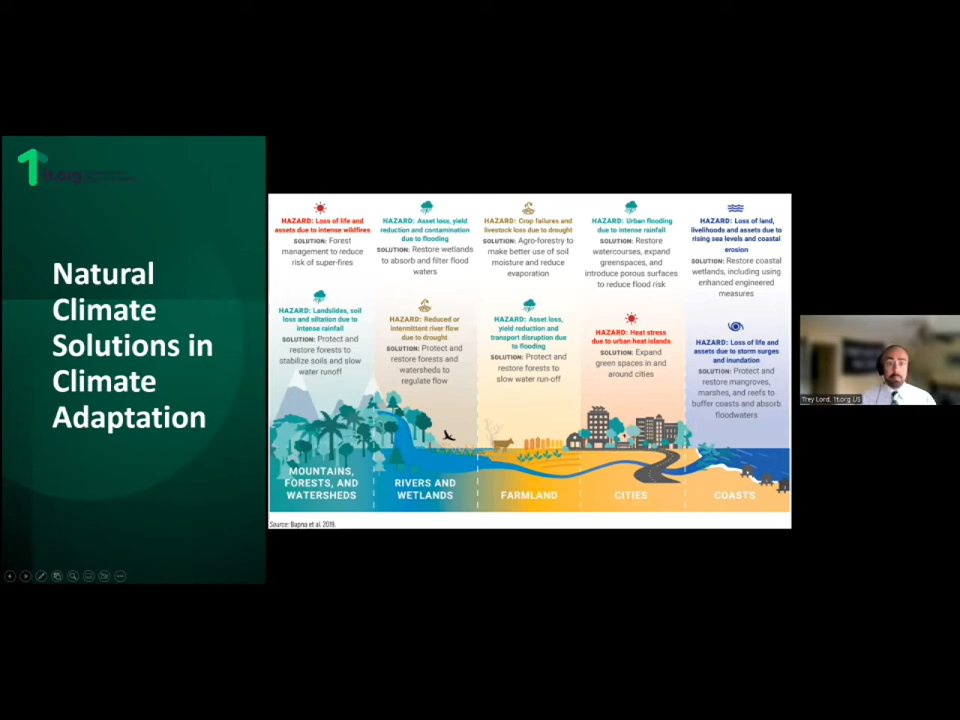 1t.org
Natural
Climate
Solutions in
Climate
Adaptation
HAZARD: Loss of life and
assets due to intense wildfires
SOLUTION: Forest
management to reduce
risk of super-fires
HAZARD: Landslides, soil
loss and siltation due to
intense rainfall
SOLUTION: Protect and
restore forests to
stabilize soils and slow
water runoff
MOUNTAINS,
FORESTS, AND
WATERSHEDS
HAZARD: Asset loss, yield
reduction and contamination
due to flooding
SOLUTION: Restore wetlands
to absorb and filter flood
waters
HAZARD: Reduced or
intermittent river flow
due to drought
SOLUTION: Protect and
restore forests and
watersheds to
regulate flow
RIVERS AND
WETLANDS
HAZARD: Crop failures and
livestock loss due to drought
SOLUTION: Agro-forestry to
make better use of soil
moisture and reduce
evaporation
HAZARD: Asset loss,
yield reduction and
transport disruption due
to flooding
SOLUTION: Protect and
restore forests to
slow water run-off
FARMLAND
HAZARD: Urban flooding
due to intense rainfall
SOLUTION: Restore
watercourses, expand
greenspaces, and
introduce porous surfaces
to reduce flood risk
HAZARD: Heat stress
due to urban heat islands
SOLUTION: Expand
green spaces in and
around cities
CITIES
HAZARD: Loss of land,
livelihoods and assets due to
rising sea levels and coastal
erosion
SOLUTION: Restore coastal
wetlands, including using
enhanced engineered
measures
HAZARD: Loss of life and
assets due to storm surges
and inundation
SOLUTION: Protect and
restore mangroves,
marshes, and reefs to
buffer coasts and absorb
floodwaters
COASTS
Source: Bapna et al. 2019.
Trey Lord, 1t.org US